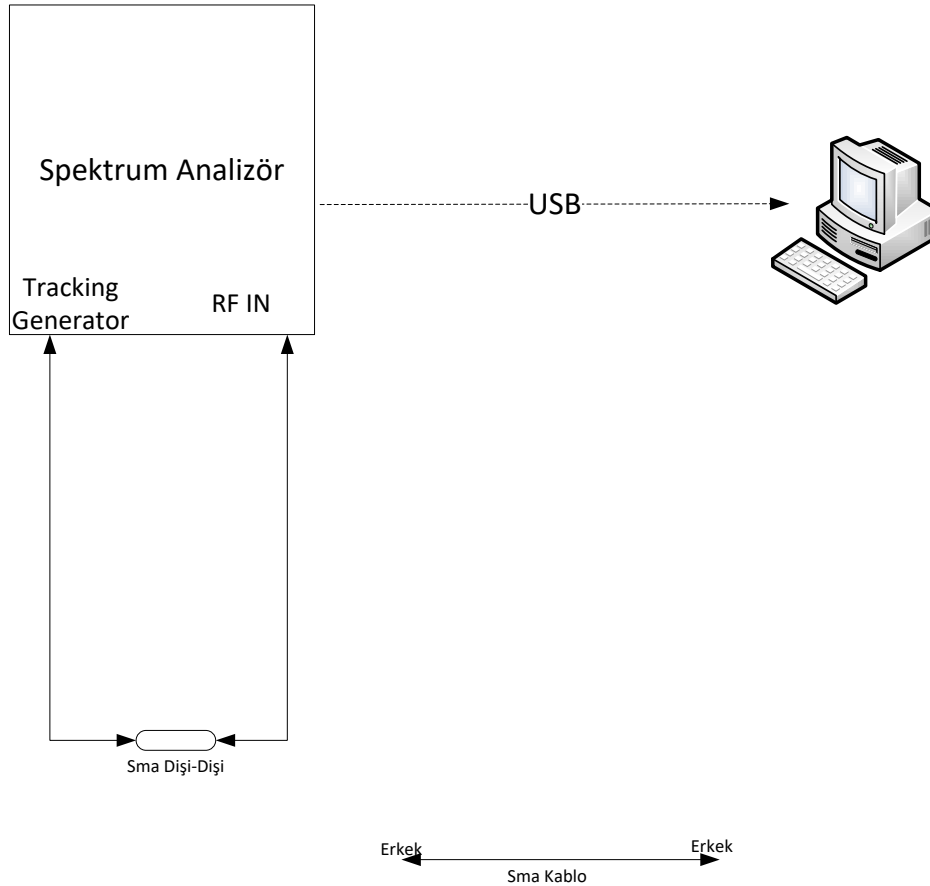 Spektrum Analizör
USB
Tracking
Generator
RF IN
Sma Dişi-Dişi
Erkek
Erkek
Sma Kablo